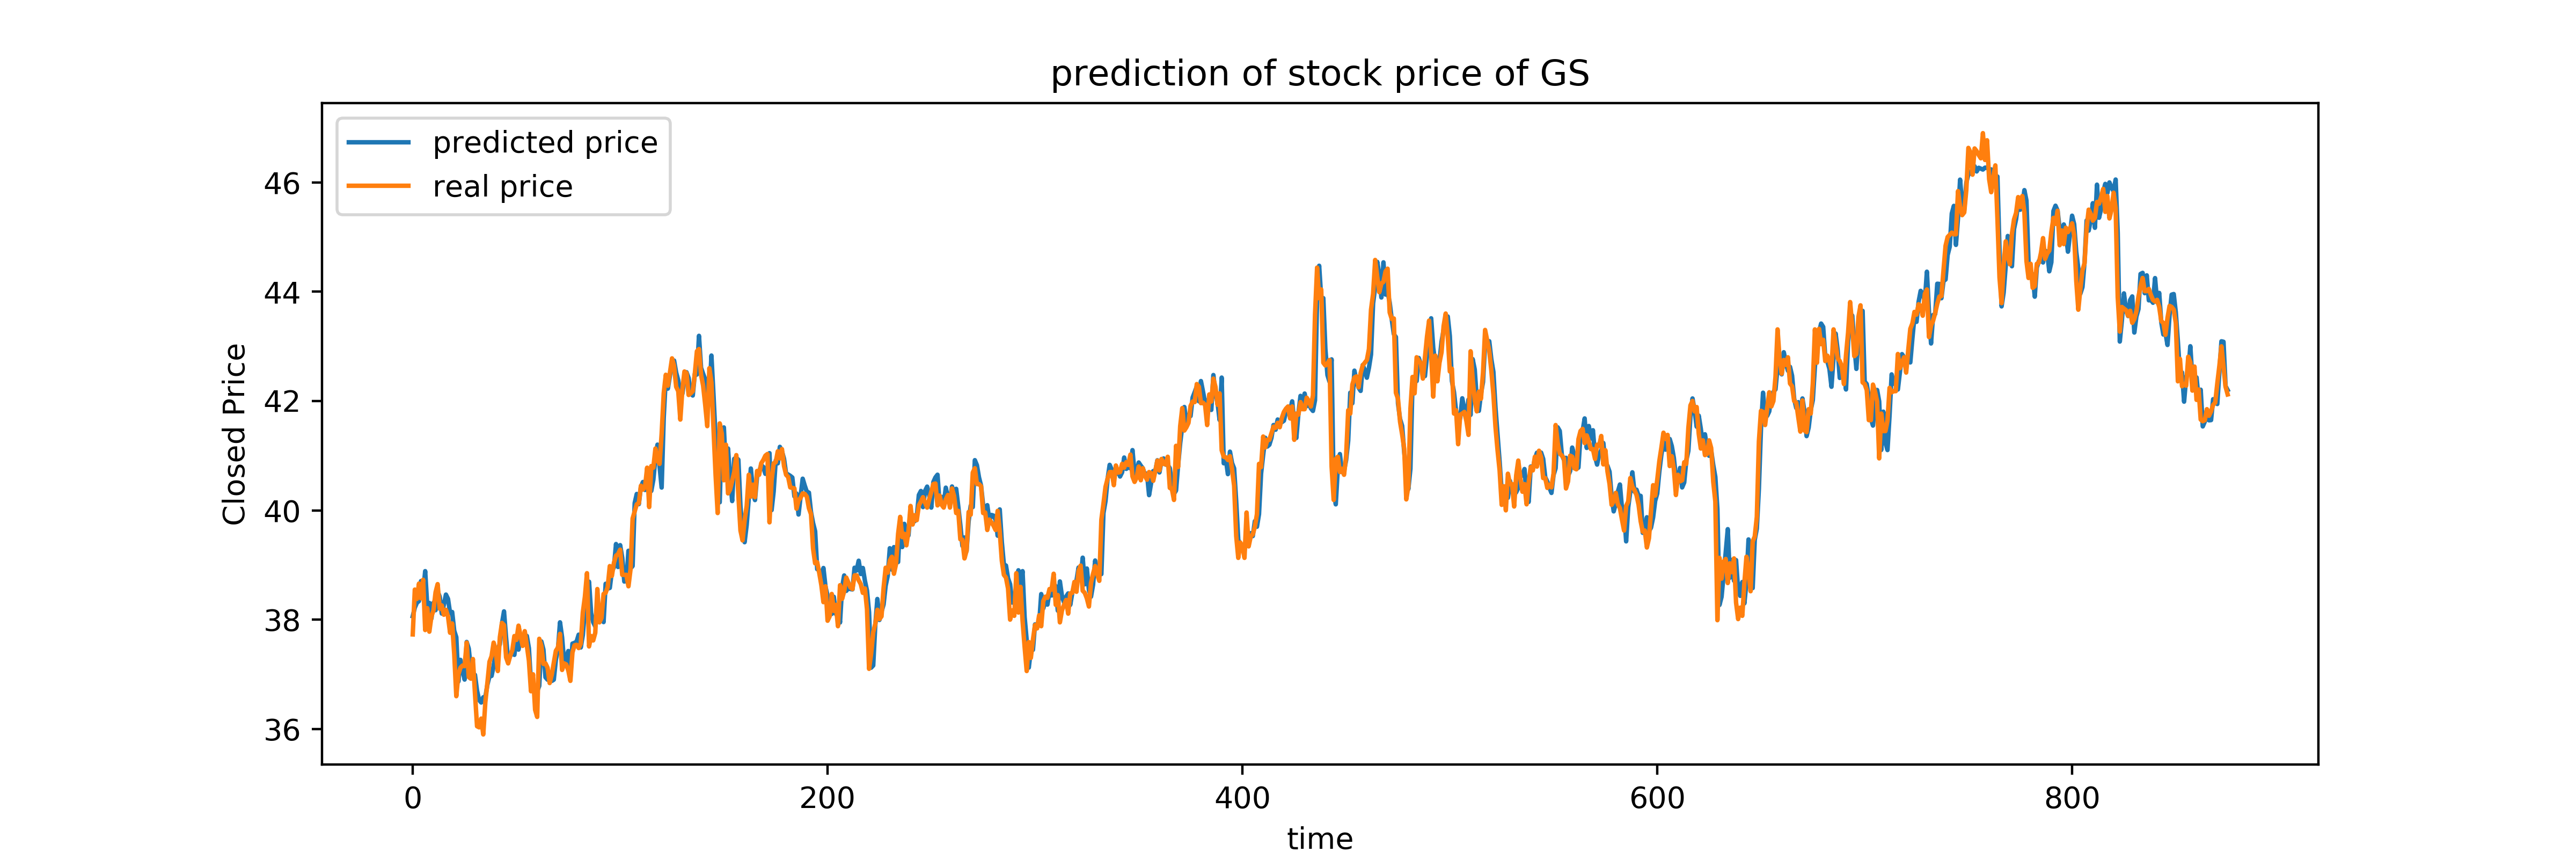 prediction of stock price of GS
predicted price
real price
Closed Price
46
44
42
40
38
36
0 200 400 600 800
time